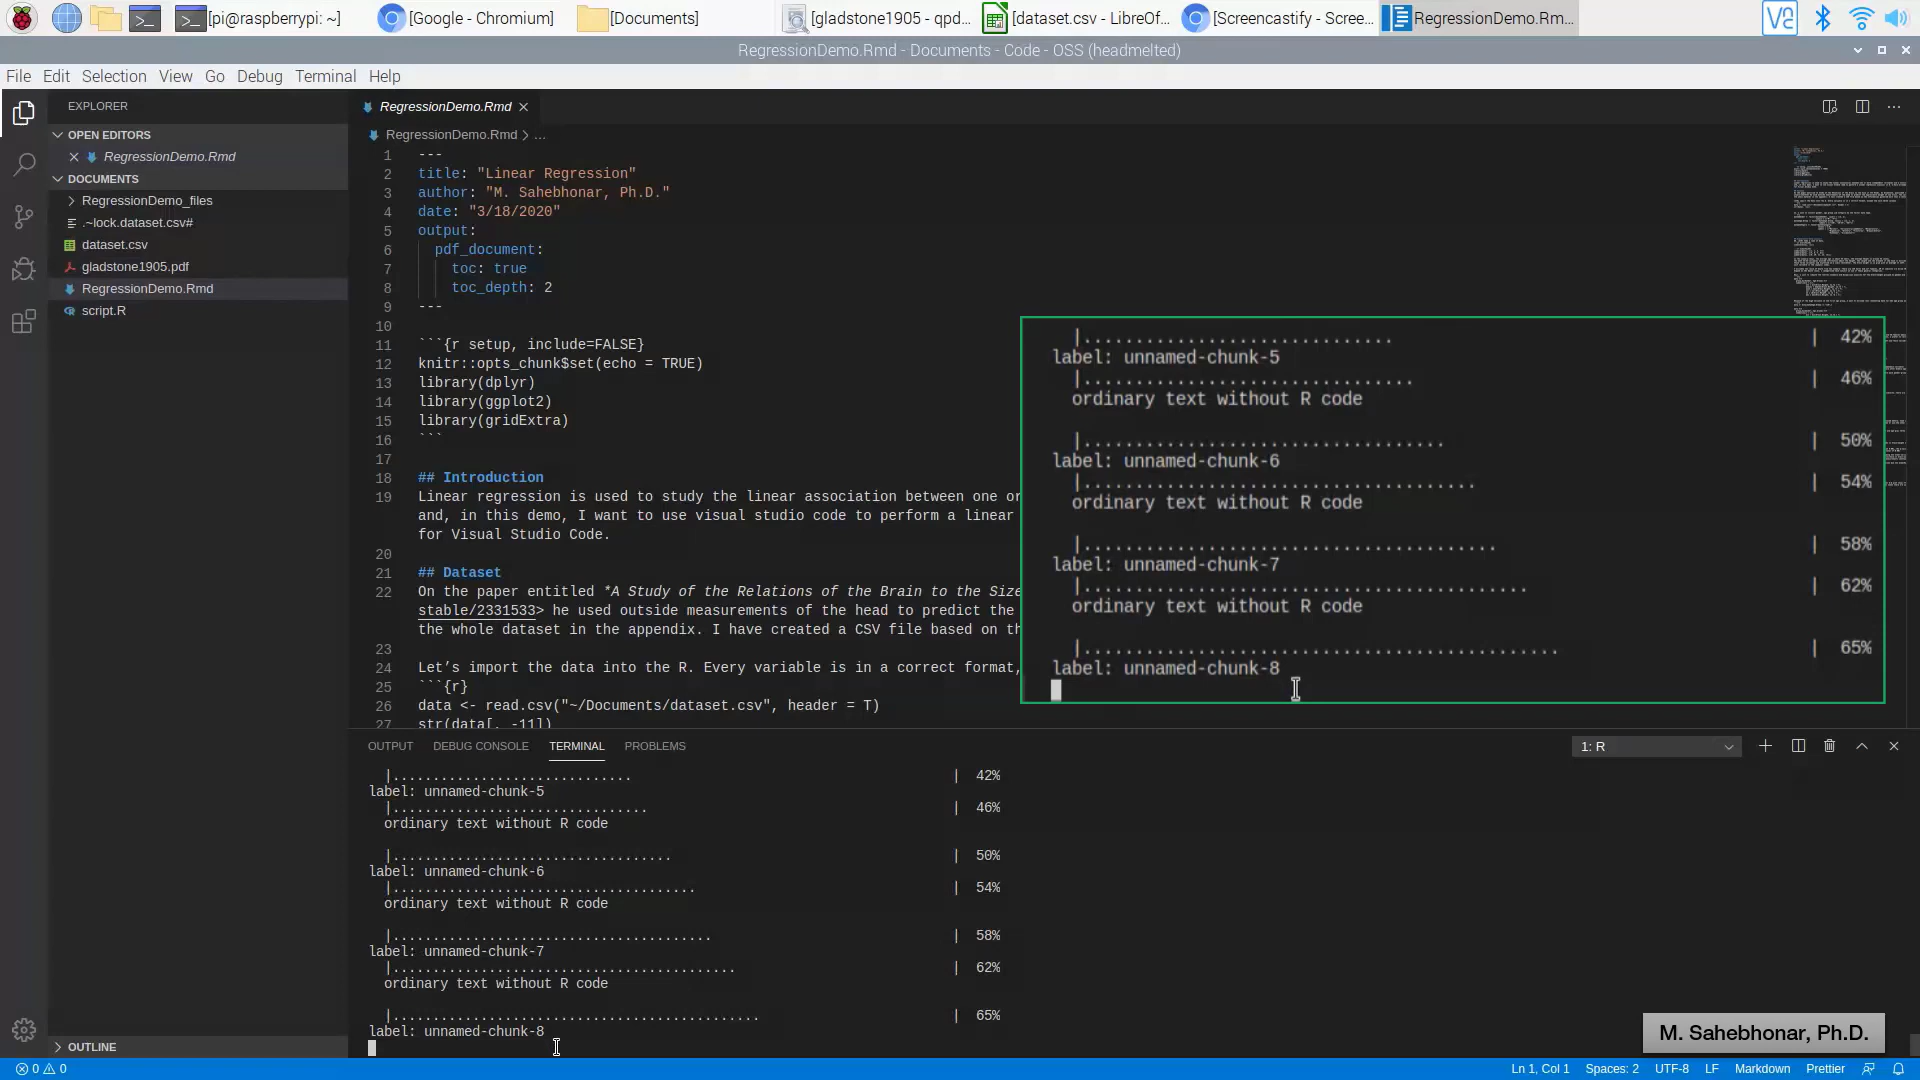 [pi@raspberrypi: ~]
[Google - Chromium]
[Documents]
[gladstone1905 - qpd...
[dataset.csv - LibreOf...
[Screencastify - Scree...
RegressionDemo.Rm...
RegressionDemo.Rmd - Documents - Code - OSS (headmelted)
File Edit Selection View Go Debug Terminal Help
EXPLORER
OPEN EDITORS
RegressionDemo.Rmd
DOCUMENTS
RegressionDemo_files
.~lock.dataset.csv#
dataset.csv
gladstone1905.pdf
RegressionDemo.Rmd
script.R
OUTLINE
RegressionDemo.Rmd
RegressionDemo.Rmd > ...
1 ---
2 title: "Linear Regression"
3 author: "M. Sahebhonar, Ph.D."
4 date: "3/18/2020"
5 output:
6 pdf_document:
7 toc: true
8 toc_depth: 2
9 ---
10
11 ```{r setup, include=FALSE}
12 knitr::opts_chunk$set(echo = TRUE)
13 library(dplyr)
14 library(ggplot2)
15 library(gridExtra)
16 ```
17
18 ## Introduction
19 Linear regression is used to study the linear association between one or
and, in this demo, I want to use visual studio code to perform a linear
for Visual Studio Code.
20
21 ## Dataset
22 On the paper entitled *A Study of the Relations of the Brain to the Size
stable/2331533> he used outside measurements of the head to predict the
the whole dataset in the appendix. I have created a CSV file based on th
23
24 Let’s import the data into the R. Every variable is in a correct format,
25 ```{r}
26 data <- read.csv("~/Documents/dataset.csv", header = T)
27 str(data[, -11])
|.............................. | 42%
label: unnamed-chunk-5
|................................ | 46%
ordinary text without R code
|................................... | 50%
label: unnamed-chunk-6
|...................................... | 54%
ordinary text without R code
|........................................ | 58%
label: unnamed-chunk-7
|........................................... | 62%
ordinary text without R code
|.............................................. | 65%
label: unnamed-chunk-8
OUTPUT DEBUG CONSOLE TERMINAL PROBLEMS
1: R
|.............................. | 42%
label: unnamed-chunk-5
|................................ | 46%
ordinary text without R code
|................................... | 50%
label: unnamed-chunk-6
|...................................... | 54%
ordinary text without R code
|........................................ | 58%
label: unnamed-chunk-7
|........................................... | 62%
ordinary text without R code
|.............................................. | 65%
label: unnamed-chunk-8
M. Sahebhonar, Ph.D.
0 0
Ln 1, Col 1 Spaces: 2 UTF-8 LF Markdown Prettier